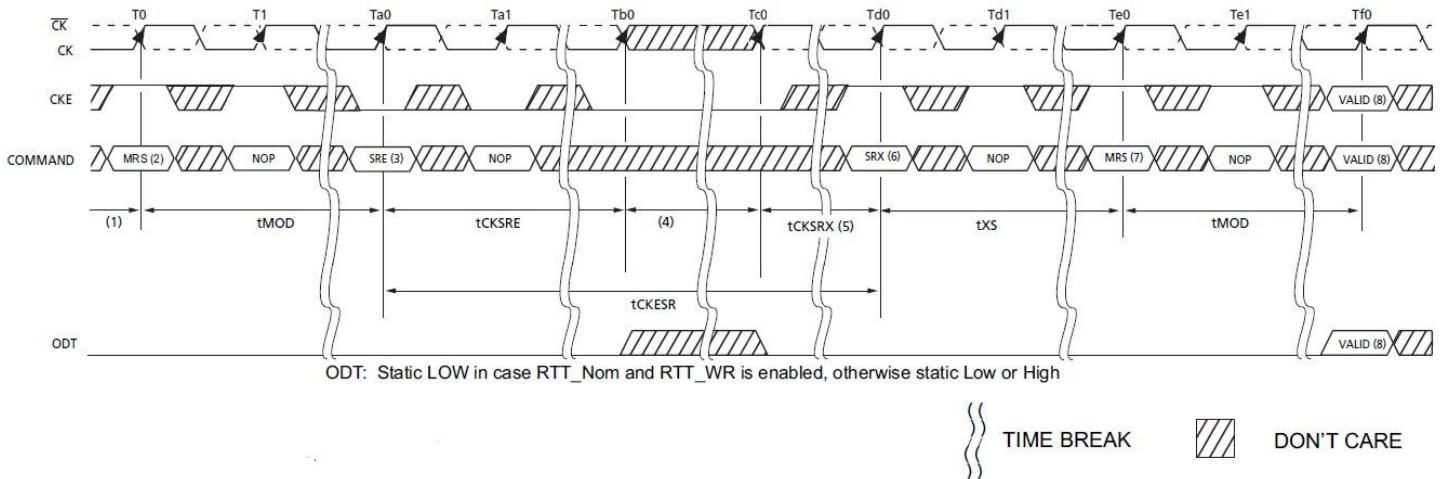 T0 T1 Ta0 Ta1 Tb0 Tc0 Td0 Td1 Te0 Te1 Tf0
CK
CK
CKE
VALID (8)
COMMAND MRS (2) NOP SRE (3) NOP SRX (6) NOP MRS (7) NOP VALID (8)
(1) tMOD tCKSRE (4) tCKSRX (5) tXS tMOD
tCKESR
ODT VALID (8)
ODT: Static LOW in case RTT_Nom and RTT_WR is enabled, otherwise static Low or High
TIME BREAK DON'T CARE